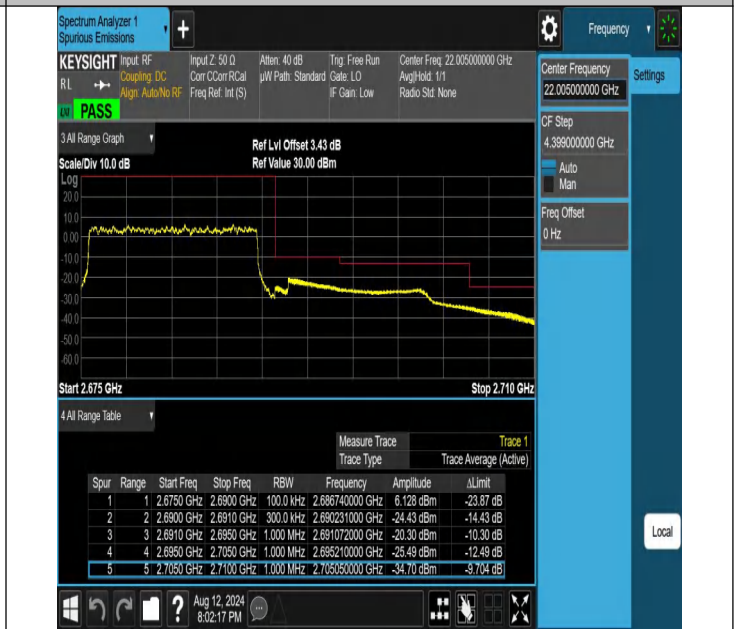 Spectrum Analyzer 1
Spurious Emissions
+
Frequency
KEYSIGHT
RL
Input: RF
Coupling: DC
Align: Auto/No RF
Input Z: 50 Ω
Corr CCorr RCal
Freq Ref: Int (S)
Atten: 40 dB
µW Path: Standard
Trig: Free Run
Gate: LO
IF Gain: Low
Center Freq: 22.005000000 GHz
Avg|Hold: 1/1
Radio Std: None
PASS
Center Frequency
22.005000000 GHz
Settings
CF Step
4.399000000 GHz
Auto
Man
Freq Offset
0 Hz
Local
3 All Range Graph
Ref Lvl Offset 3.43 dB
Scale/Div 10.0 dB
Ref Value 30.00 dBm
Log
20.0
10.0
0.00
-10.0
-20.0
-30.0
-40.0
-50.0
-60.0
Start 2.675 GHz
Stop 2.710 GHz
4 All Range Table
Measure Trace Trace 1
Trace Type Trace Average (Active)
Spur Range Start Freq Stop Freq RBW Frequency Amplitude ΔLimit
1 1 2.6750 GHz 2.6900 GHz 100.0 kHz 2.686740000 GHz 6.128 dBm -23.87 dB
2 2 2.6900 GHz 2.6910 GHz 300.0 kHz 2.690231000 GHz -24.43 dBm -14.43 dB
3 3 2.6910 GHz 2.6950 GHz 1.000 MHz 2.691072000 GHz -20.30 dBm -10.30 dB
4 4 2.6950 GHz 2.7050 GHz 1.000 MHz 2.695210000 GHz -25.49 dBm -12.49 dB
5 5 2.7050 GHz 2.7100 GHz 1.000 MHz 2.705050000 GHz -34.70 dBm -9.704 dB
?
Aug 12, 2024
8:02:17 PM